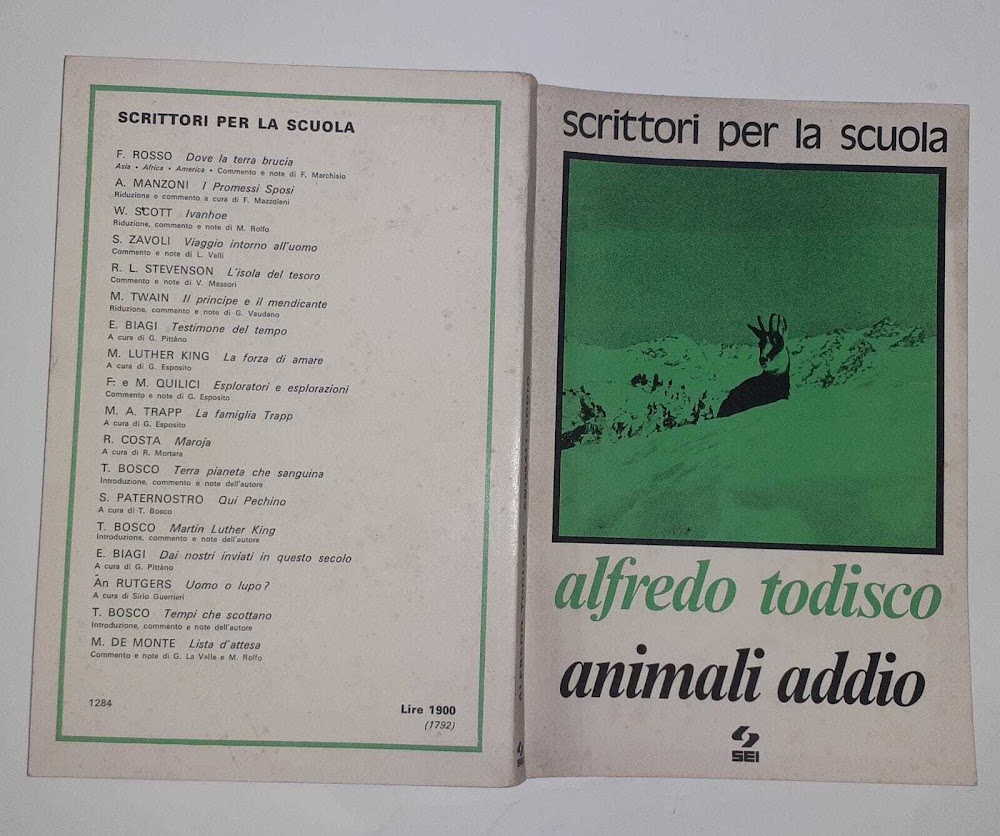 SCRITTORI PER LA SCUOLA
F. ROSSO Dove la terra brucia
Asia • Africa • America • Commento e note di F. Marchisio
A. MANZONI I Promessi Sposi
Riduzione e commento a cura di F. Mazzoleni
W. SCOTT Ivanhoe
Riduzione, commento e note di M. Rolfo
S. ZAVOLI Viaggio intorno all'uomo
Commento e note di L. Valli
R. L. STEVENSON L'isola del tesoro
Commento e note di V. Massori
M. TWAIN Il principe e il mendicante
Riduzione, commento e note di G. Vaudano
E. BIAGI Testimone del tempo
A cura di G. Pittàno
M. LUTHER KING La forza di amare
A cura di G. Esposito
F. e M. QUILICI Esploratori e esplorazioni
Commento e note di G. Esposito
M. A. TRAPP La famiglia Trapp
A cura di G. Esposito
R. COSTA Maroja
A cura di R. Mortara
T. BOSCO Terra pianeta che sanguina
Introduzione, commento e note dell'autore
S. PATERNOSTRO Qui Pechino
A cura di T. Bosco
T. BOSCO Martin Luther King
Introduzione, commento e note dell'autore
E. BIAGI Dai nostri inviati in questo secolo
A cura di G. Pittàno
An RUTGERS Uomo o lupo?
A cura di Sirio Guerrieri
T. BOSCO Tempi che scottano
Introduzione, commento e note dell'autore
M. DE MONTE Lista d'attesa
Commento e note di G. La Valle e M. Rolfo
1284
Lire 1900
(1792)
SEI
scrittori per la scuola
alfredo todisco
animali addio
SEI